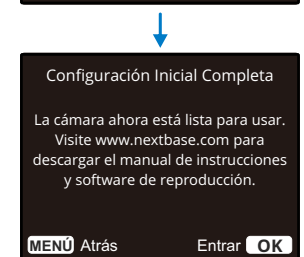 Configuración Inicial Completa
La cámara ahora está lista para usar.
Visite www.nextbase.com para
descargar el manual de instrucciones
y software de reproducción.
MENÚ Atrás Entrar OK